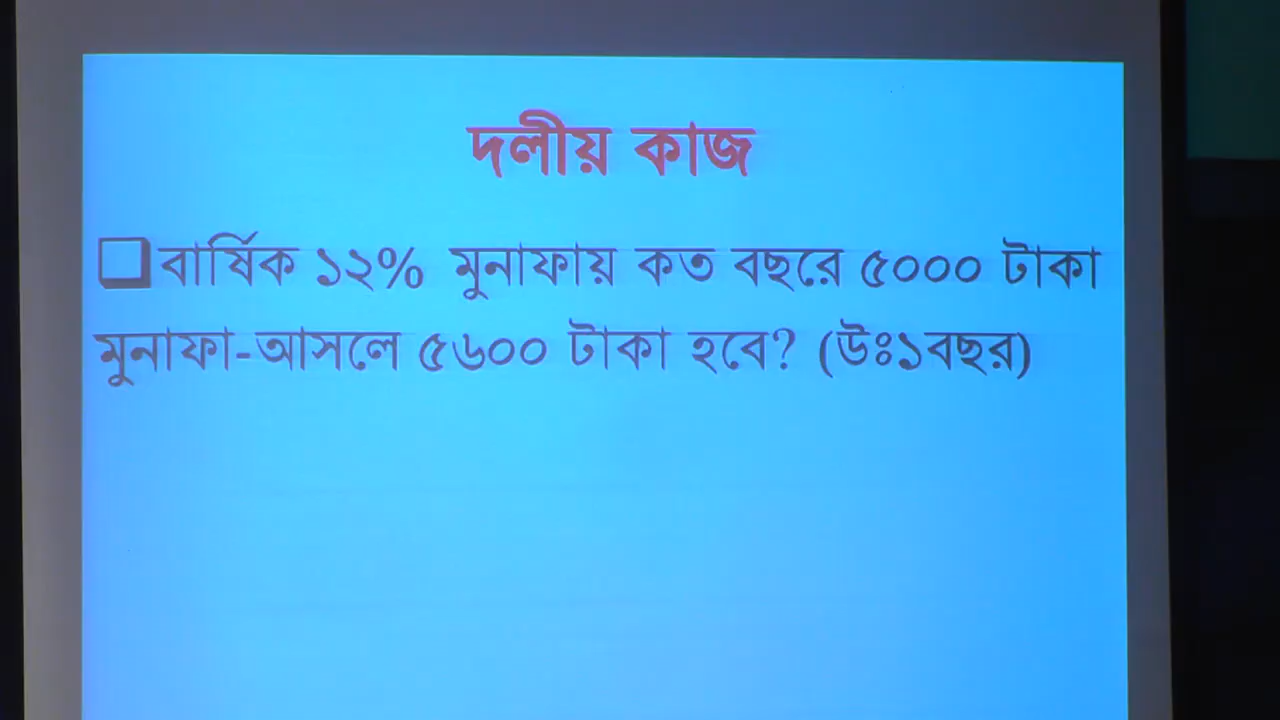 দলীয় কাজ
বার্ষিক ১২% মুনাফায় কত বছরে ৫০০০ টাকা
মুনাফা-আসলে ৫৬০০ টাকা হবে? (উঃ১বছর)